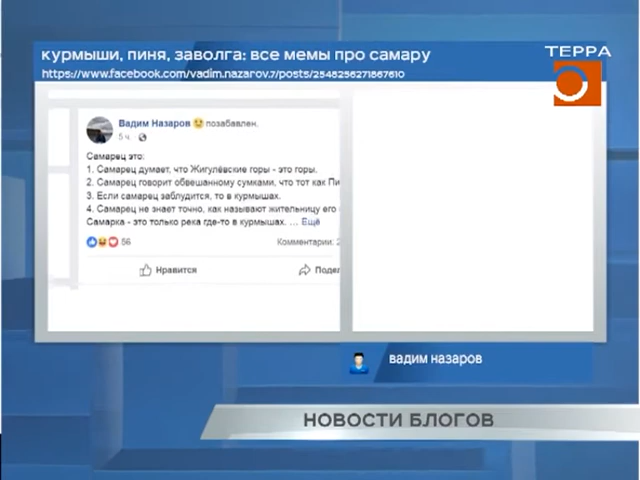 курмыши, пиня, заволга: все мемы про самару
https://www.facebook.com/vadim.nazarov.7/posts/2548256271867610
ТЕРРА
Вадим Назаров позабавлен.
5 ч.
Самарец это:
1. Самарец думает, что Жигулёвские горы - это горы.
2. Самарец говорит обвешанному сумками, что тот как Пи
3. Если самарец заблудится, то в курмышах.
4. Самарец не знает точно, как называют жительницу его
Самарка - это только река где-то в курмышах. ... Ещё
56
Комментарии: 2
Нравится
Подел
вадим назаров
НОВОСТИ БЛОГОВ